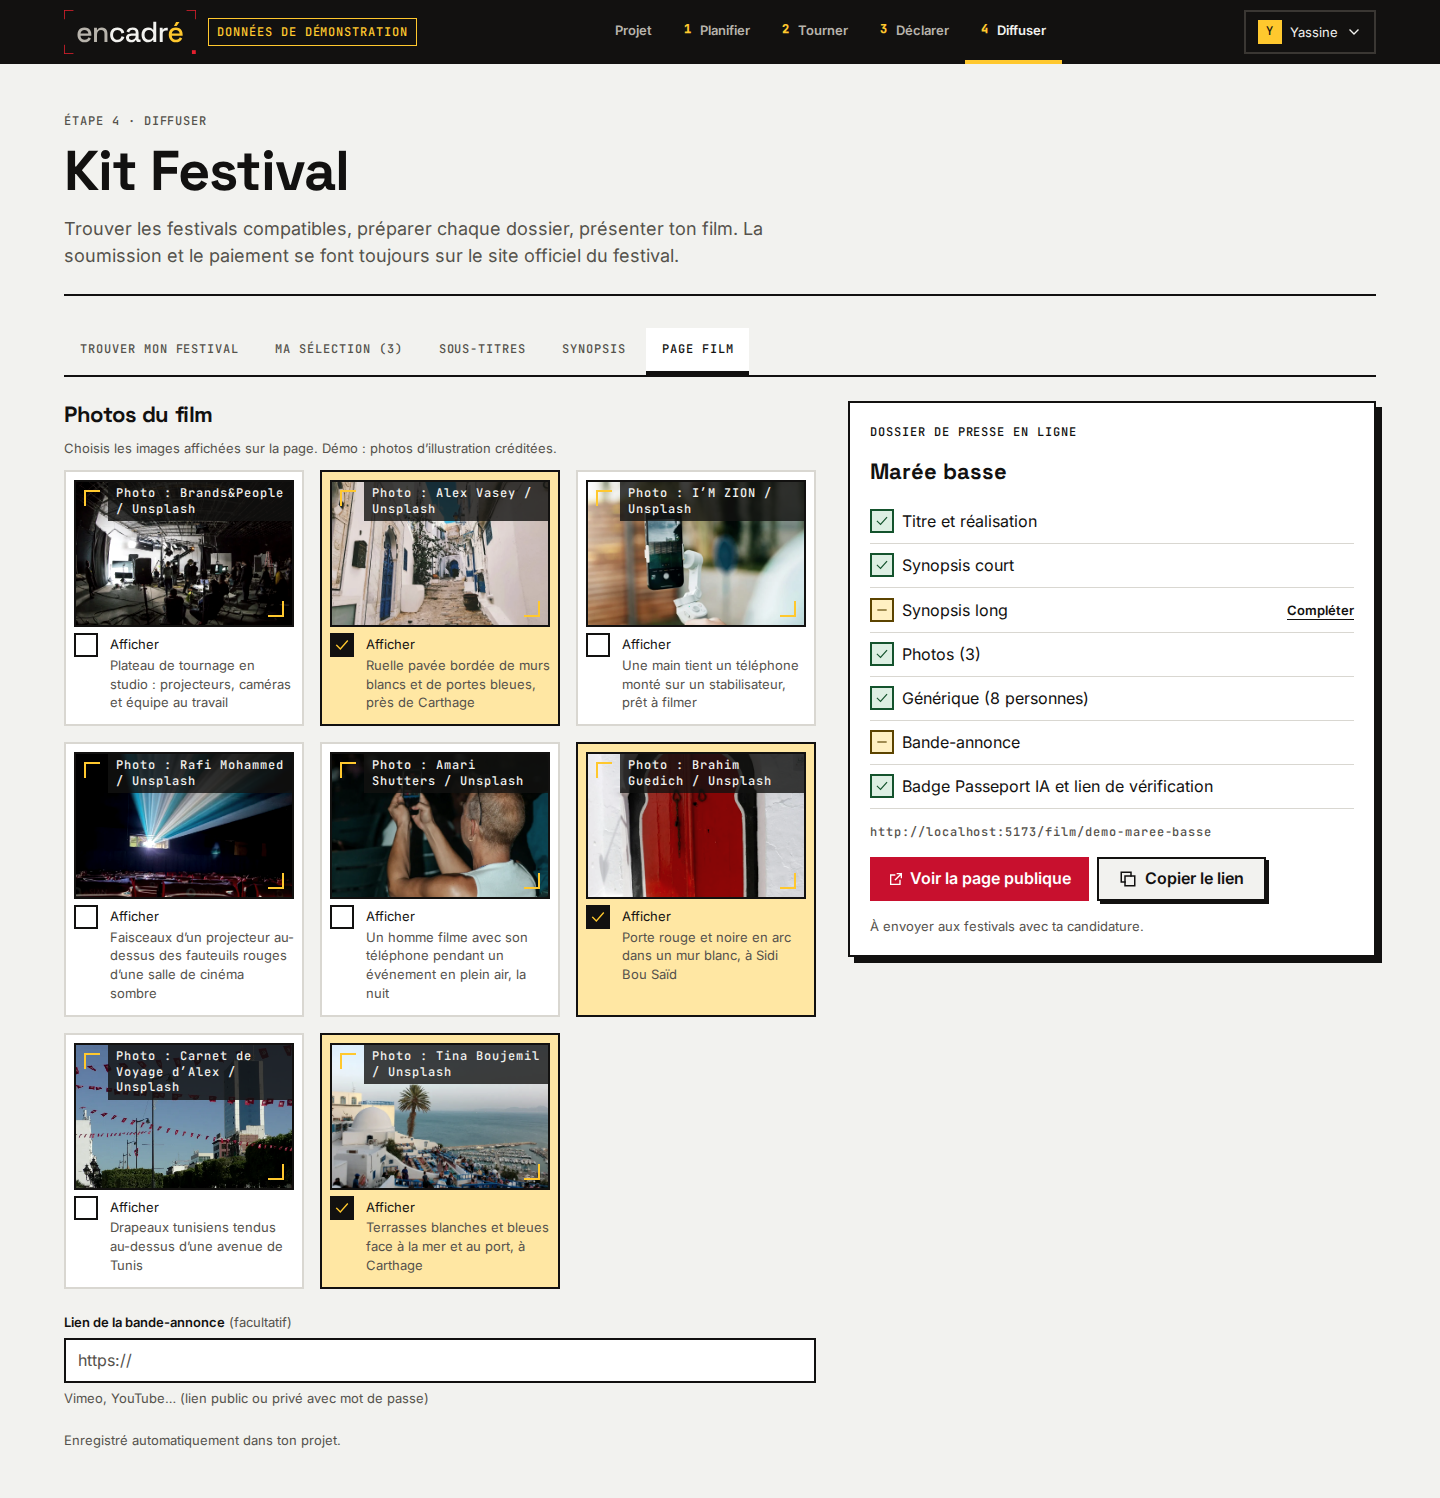 encadré
DONNÉES DE DÉMONSTRATION
Projet
1 Planifier
2 Tourner
3 Déclarer
4 Diffuser
Y Yassine
ÉTAPE 4 · DIFFUSER
Kit Festival
Trouver les festivals compatibles, préparer chaque dossier, présenter ton film. La
soumission et le paiement se font toujours sur le site officiel du festival.
TROUVER MON FESTIVAL
MA SÉLECTION (3)
SOUS-TITRES
SYNOPSIS
PAGE FILM
Photos du film
Choisis les images affichées sur la page. Démo : photos d’illustration créditées.
Photo : Brands&People
/ Unsplash
Afficher
Plateau de tournage en
studio : projecteurs, caméras
et équipe au travail
Photo : Alex Vasey /
Unsplash
Afficher
Ruelle pavée bordée de murs
blancs et de portes bleues,
près de Carthage
Photo : I’M ZION /
Unsplash
Afficher
Une main tient un téléphone
monté sur un stabilisateur,
prêt à filmer
Photo : Rafi Mohammed
/ Unsplash
Afficher
Faisceaux d’un projecteur au-
dessus des fauteuils rouges
d’une salle de cinéma
sombre
Photo : Amari
Shutters / Unsplash
Afficher
Un homme filme avec son
téléphone pendant un
événement en plein air, la
nuit
Photo : Brahim
Guedich / Unsplash
Afficher
Porte rouge et noire en arc
dans un mur blanc, à Sidi
Bou Saïd
Photo : Carnet de
Voyage d’Alex /
Unsplash
Afficher
Drapeaux tunisiens tendus
au-dessus d’une avenue de
Tunis
Photo : Tina Boujemil
/ Unsplash
Afficher
Terrasses blanches et bleues
face à la mer et au port, à
Carthage
Lien de la bande-annonce (facultatif)
https://
Vimeo, YouTube… (lien public ou privé avec mot de passe)
Enregistré automatiquement dans ton projet.
DOSSIER DE PRESSE EN LIGNE
Marée basse
Titre et réalisation
Synopsis court
Synopsis long
Compléter
Photos (3)
Générique (8 personnes)
Bande-annonce
Badge Passeport IA et lien de vérification
http://localhost:5173/film/demo-maree-basse
Voir la page publique
Copier le lien
À envoyer aux festivals avec ta candidature.